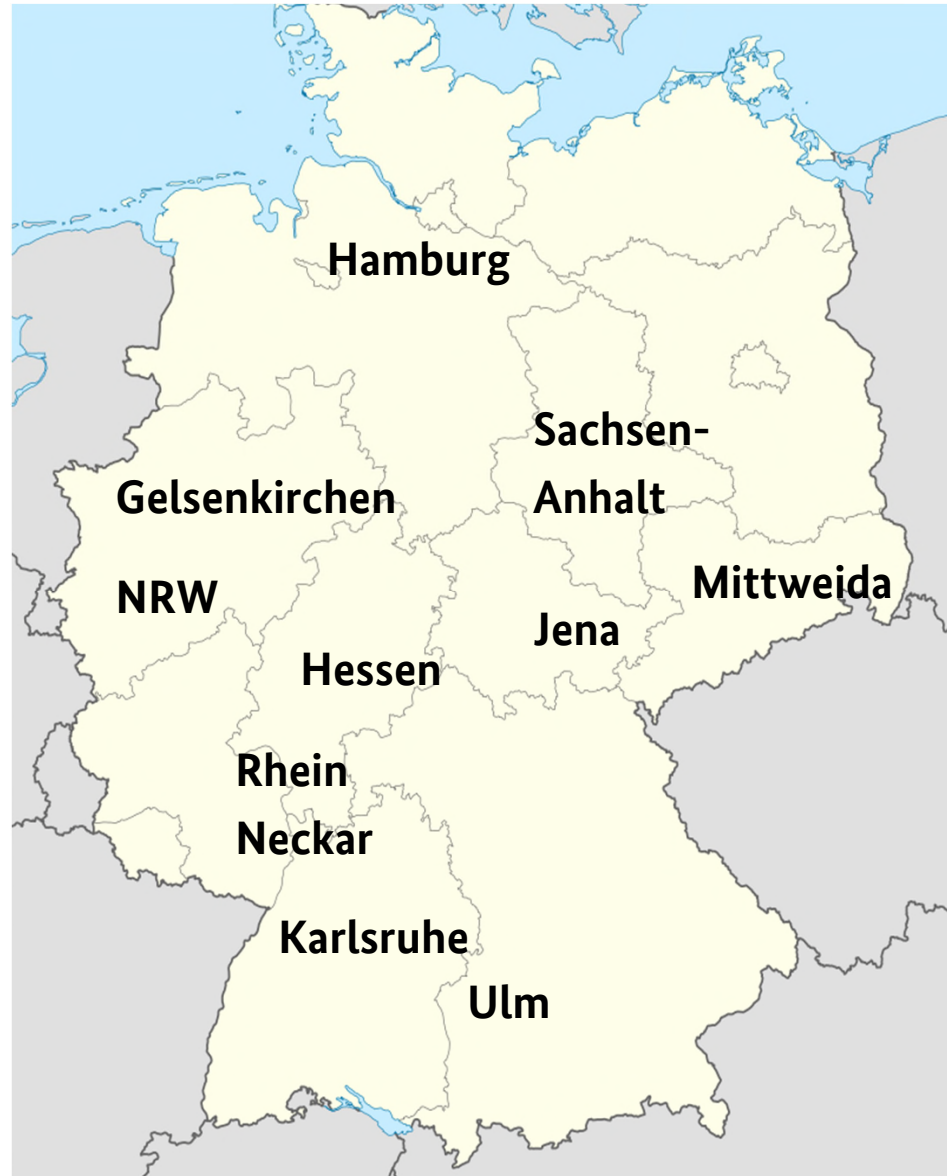 Hamburg
Sachsen-
Anhalt
Gelsenkirchen
NRW
Mittweida
Jena
Hessen
Rhein
Neckar
Karlsruhe
Ulm